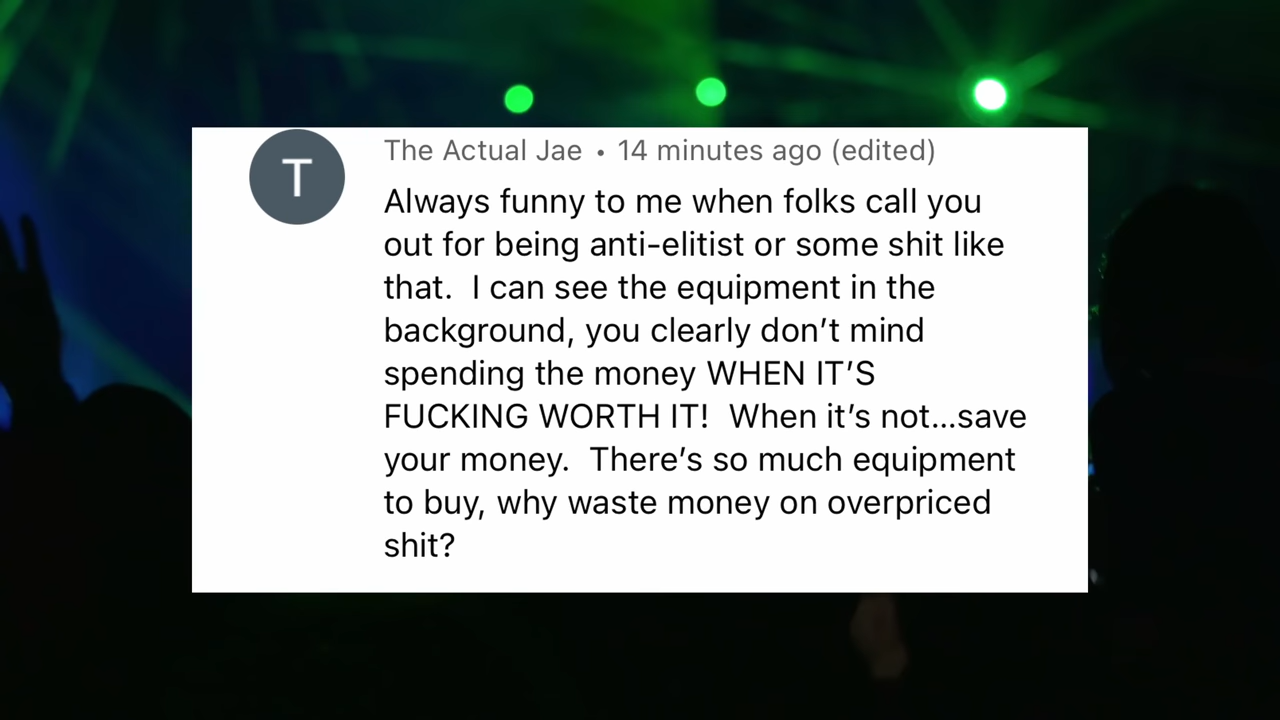 T
The Actual Jae • 14 minutes ago (edited)
Always funny to me when folks call you
out for being anti-elitist or some shit like
that.  I can see the equipment in the
background, you clearly don’t mind
spending the money WHEN IT’S
FUCKING WORTH IT!  When it’s not...save
your money.  There’s so much equipment
to buy, why waste money on overpriced
shit?